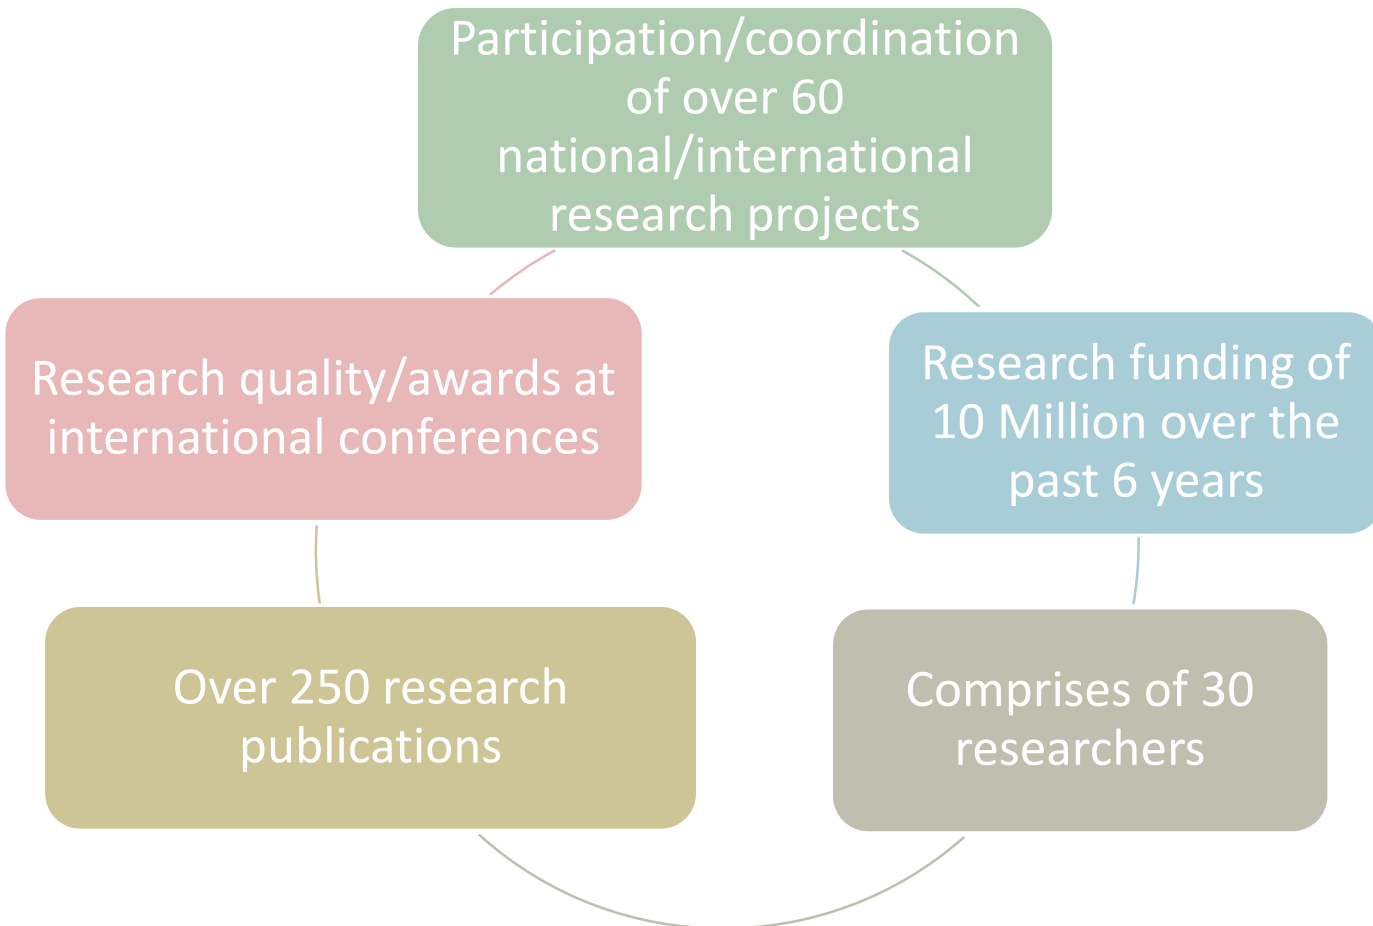 Participation/coordination
of over 60
national/international
research projects
Research quality/awards at
international conferences
Research funding of
10 Million over the
past 6 years
Over 250 research
publications
Comprises of 30
researchers